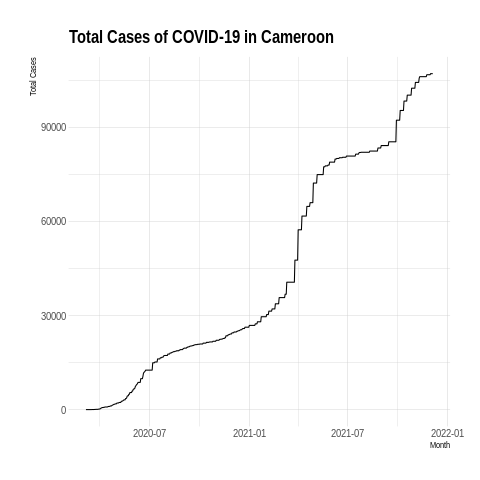 Total Cases of COVID-19 in Cameroon
Total Cases
90000
60000
30000
0
2020-07 2021-01 2021-07 2022-01
Month